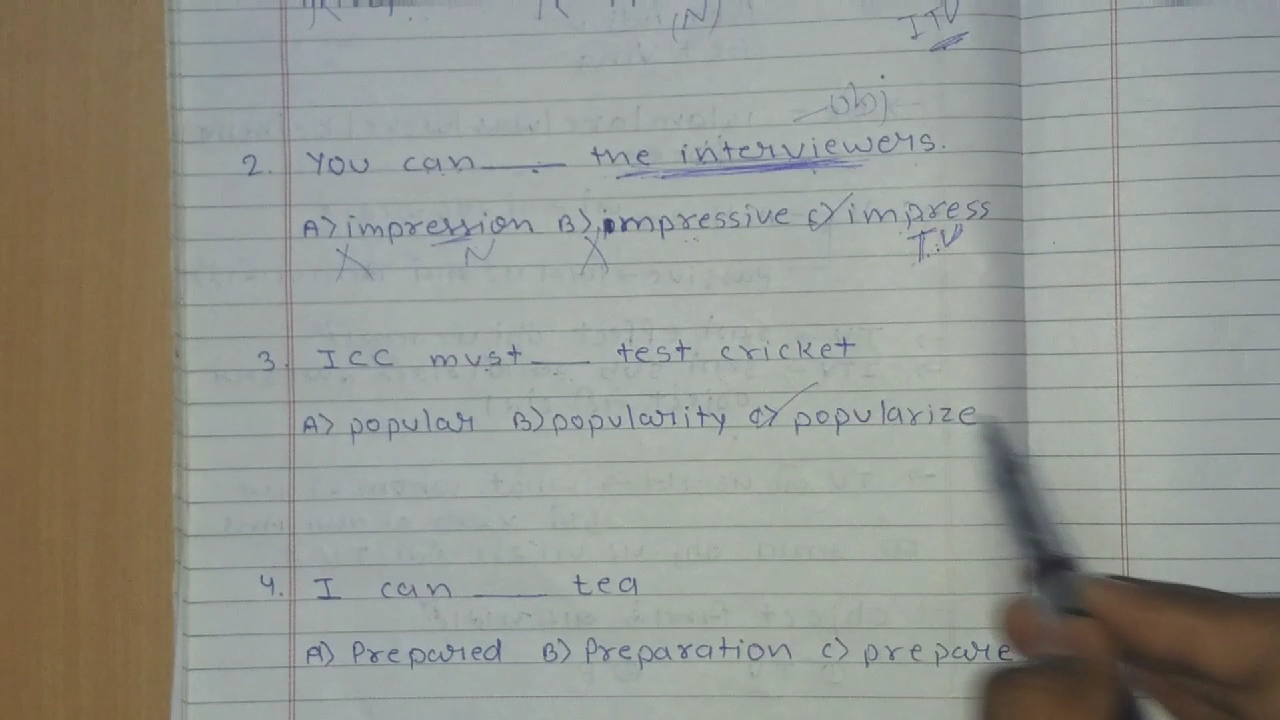 (N)
ITV
obj
2. You can ___ the interviewers.
A) impression B) impressive C) impress
X N X T.V
3. ICC must ___ test cricket
A) popular B) popularity C) popularize
4. I can ___ tea
A) Prepared B) Preparation C) prepare